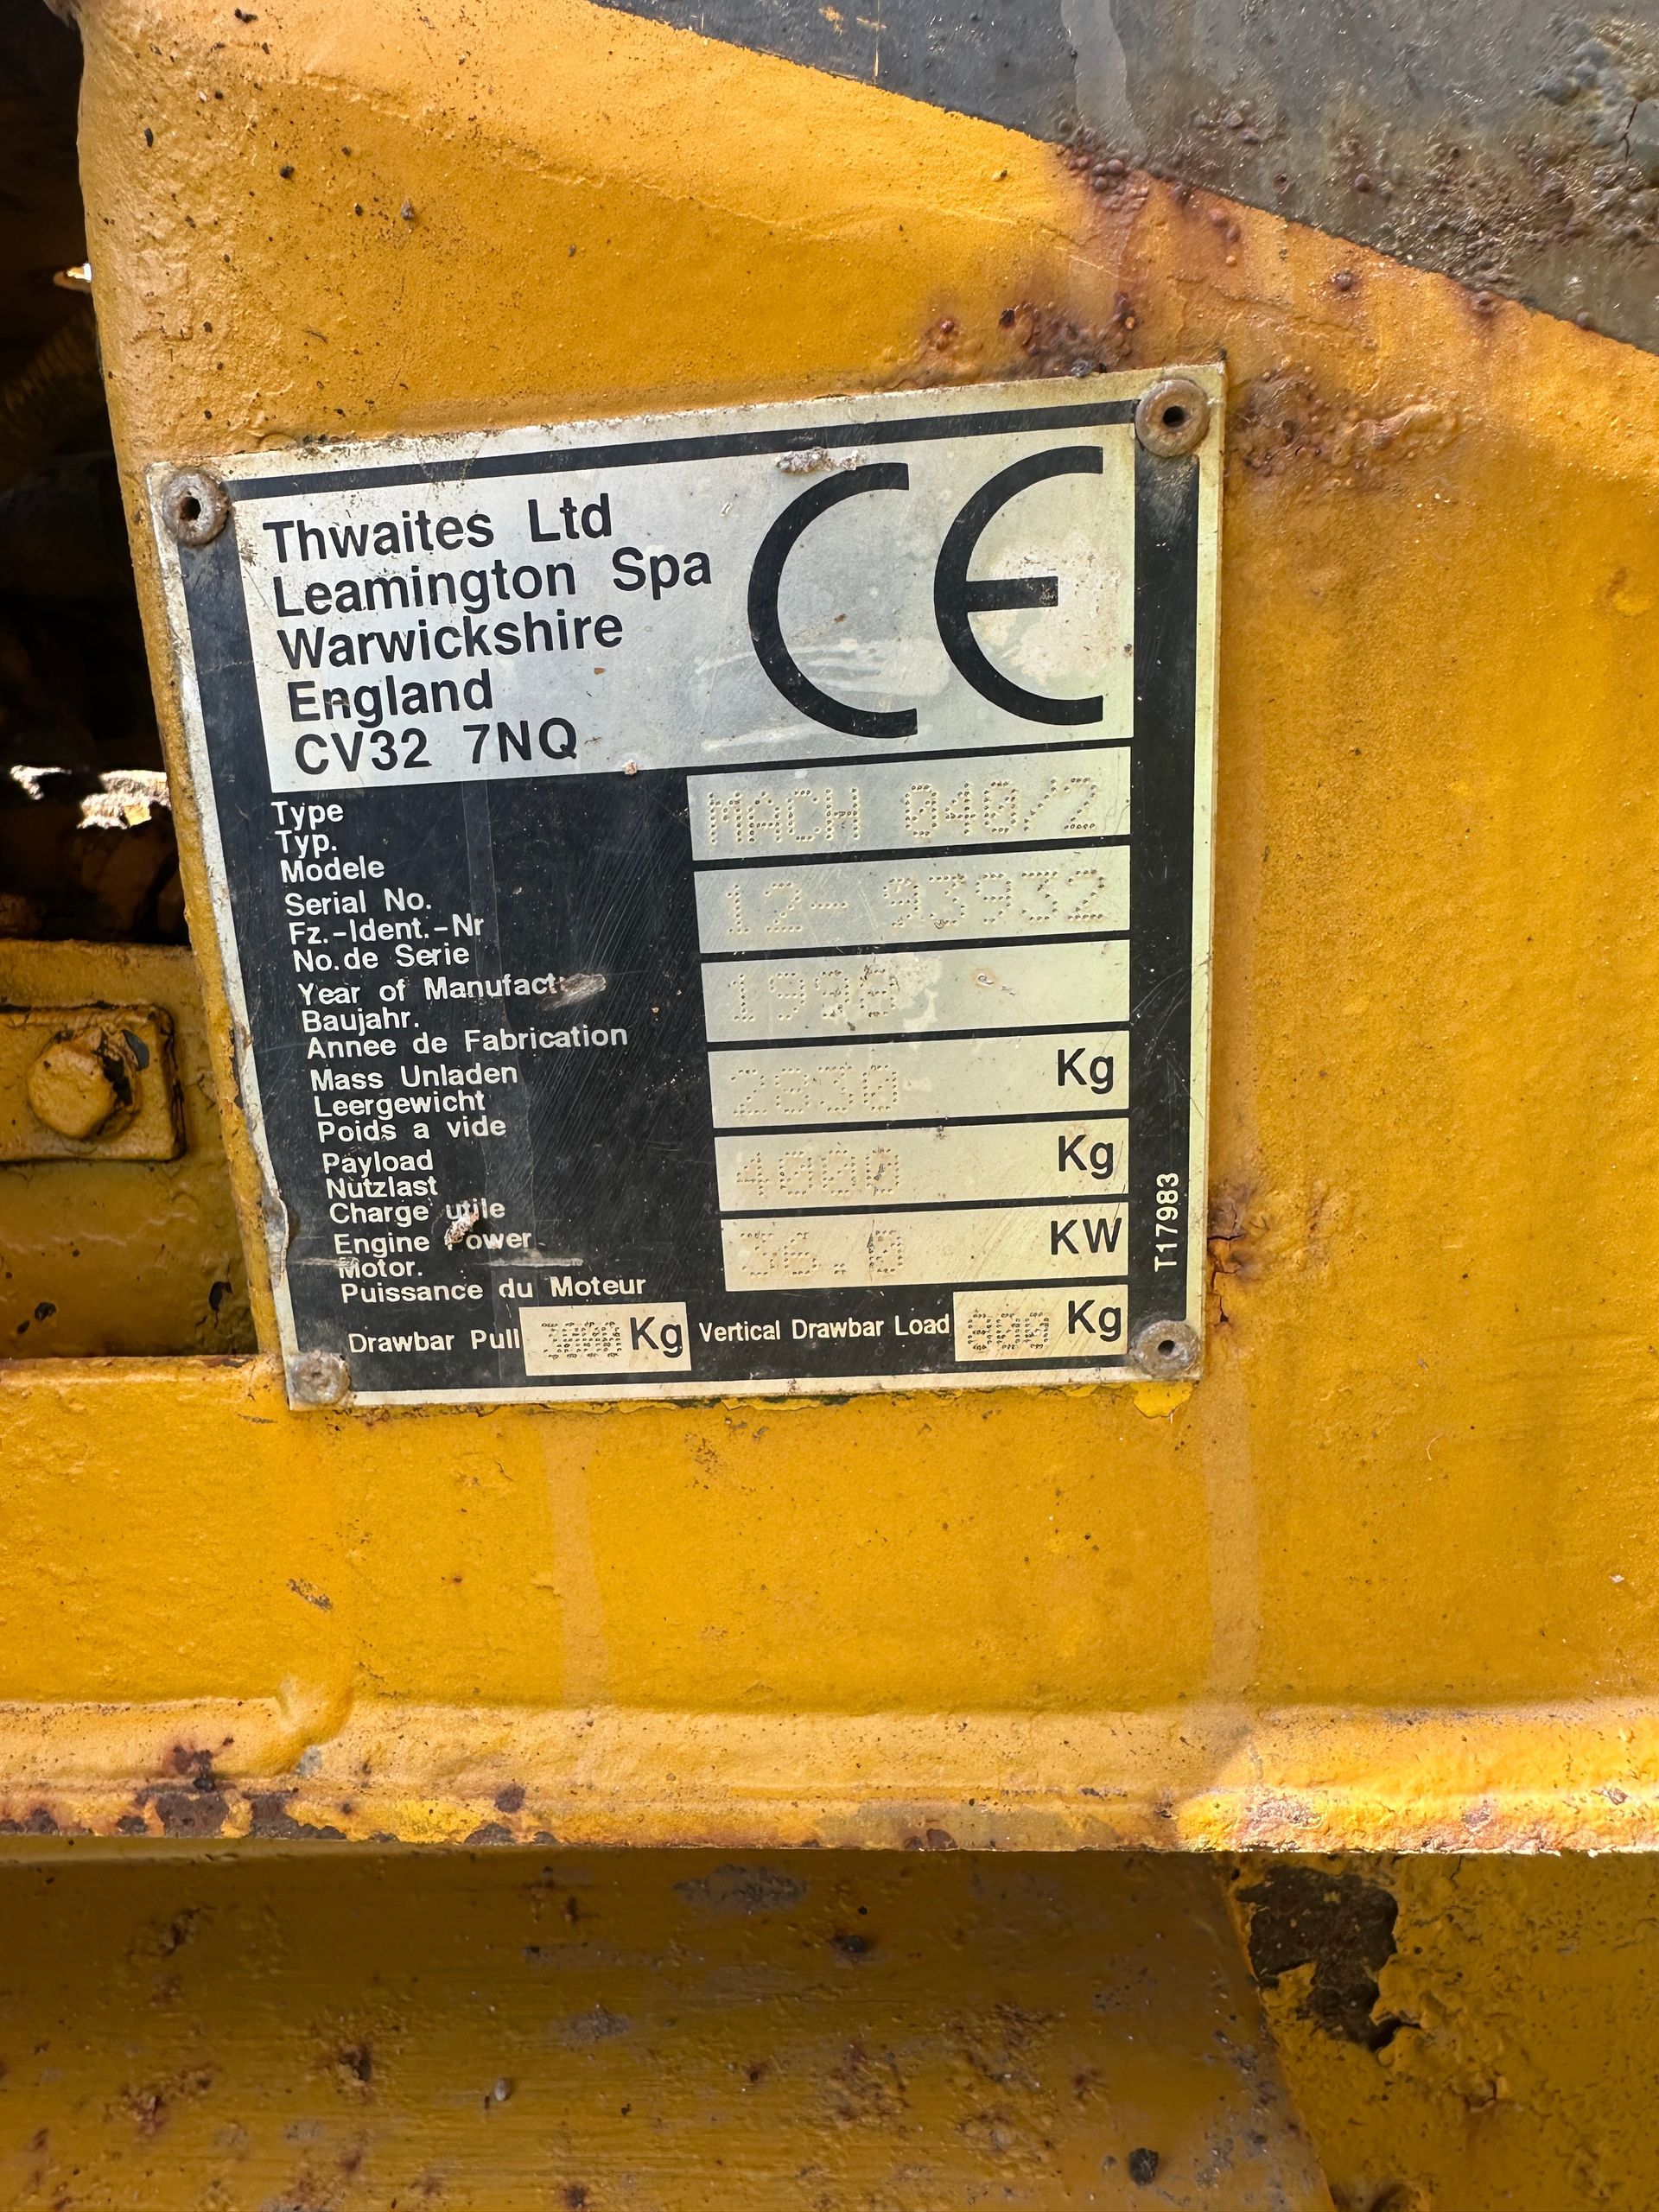 Thwaites Ltd
Leamington Spa
Warwickshire
England
CV32 7NQ
CE
Type MACH 040/2
Typ.
Modele
Serial No. 12-93932
Fz.-Ident.-Nr
No.de Serie
Year of 1998
Baujahr.
Annee de Fabrication
Mass Unladen 2830 Kg
Leergewicht
Poids a vide
Payload 4000 Kg
Nutzlast
Charge utile
Engine Power 36.0 KW
Motor.
Puissance du Moteur
Drawbar Pull Kg Vertical Drawbar Load Kg
T17983